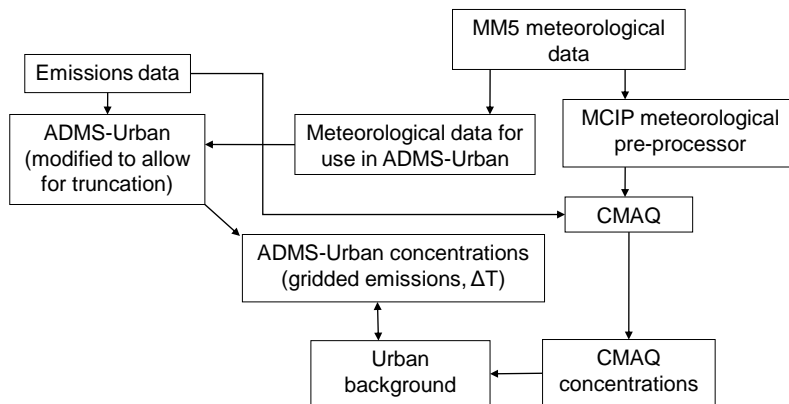 MM5 meteorological
data
Emissions data
ADMS-Urban
(modified to allow
for truncation)
Meteorological data for
use in ADMS-Urban
MCIP meteorological
pre-processor
CMAQ
ADMS-Urban concentrations
(gridded emissions, ΔT)
Urban
background
CMAQ
concentrations